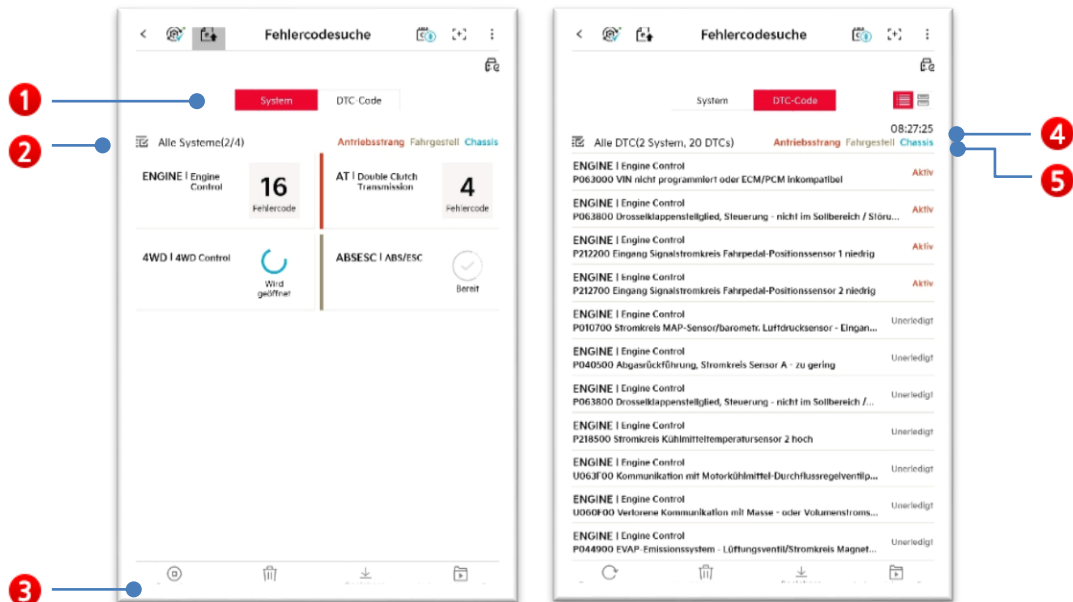 Fehlercodesuche
System
DTC-Code
1
2
Alle Systeme(2/4)
Antriebsstrang Fahrgestell Chassis
ENGINE | Engine Control
16
Fehlercode
AT | Double Clutch Transmission
4
Fehlercode
4WD | 4WD Control
Wird
geöffnet
ABSESC | ABS/ESC
Bereit
3
Fehlercodesuche
System
DTC-Code
08:27:25
4
Alle DTC(2 System, 20 DTCs)
Antriebsstrang Fahrgestell Chassis
5
ENGINE | Engine Control
P063000 VIN nicht programmiert oder ECM/PCM inkompatibel
Aktiv
ENGINE | Engine Control
P063800 Drosselklappenstellglied, Steuerung - nicht im Sollbereich / Störu...
Aktiv
ENGINE | Engine Control
P212200 Eingang Signalstromkreis Fahrpedal-Positionssensor 1 niedrig
Aktiv
ENGINE | Engine Control
P212700 Eingang Signalstromkreis Fahrpedal-Positionssensor 2 niedrig
Aktiv
ENGINE | Engine Control
P010700 Stromkreis MAP-Sensor/barometr. Luftdrucksensor - Eingan...
Unerledigt
ENGINE | Engine Control
P040500 Abgasrückführung, Stromkreis Sensor A - zu gering
Unerledigt
ENGINE | Engine Control
P063800 Drosselklappenstellglied, Steuerung - nicht im Sollbereich /...
Unerledigt
ENGINE | Engine Control
P218500 Stromkreis Kühlmitteltemperatursensor 2 hoch
Unerledigt
ENGINE | Engine Control
U063F00 Kommunikation mit Motorkühlmittel-Durchflussregelventilp...
Unerledigt
ENGINE | Engine Control
U060F00 Verlorene Kommunikation mit Masse - oder Volumenstroms...
Unerledigt
ENGINE | Engine Control
P044900 EVAP-Emissionssystem - Lüftungsventil/Stromkreis Magnet...
Unerledigt